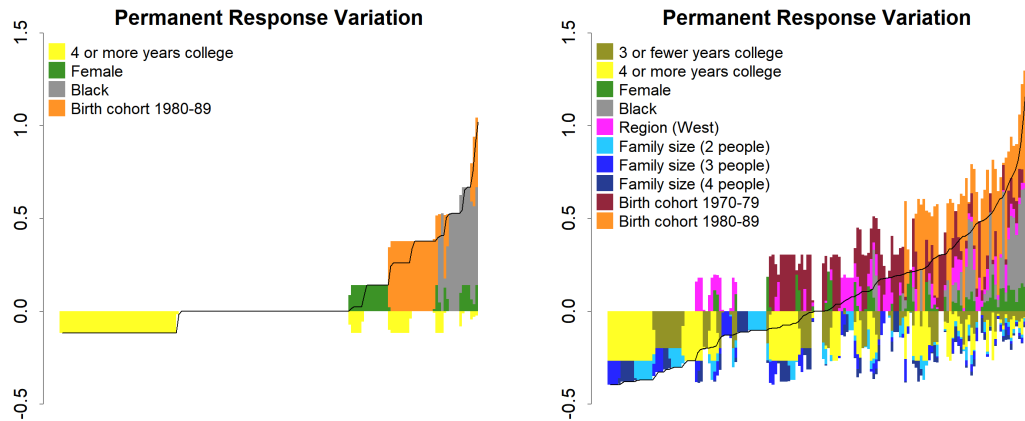 Permanent Response Variation
1.5
1.0
0.5
0.0
-0.5
4 or more years college
Female
Black
Birth cohort 1980-89
Permanent Response Variation
1.5
1.0
0.5
0.0
-0.5
3 or fewer years college
4 or more years college
Female
Black
Region (West)
Family size (2 people)
Family size (3 people)
Family size (4 people)
Birth cohort 1970-79
Birth cohort 1980-89